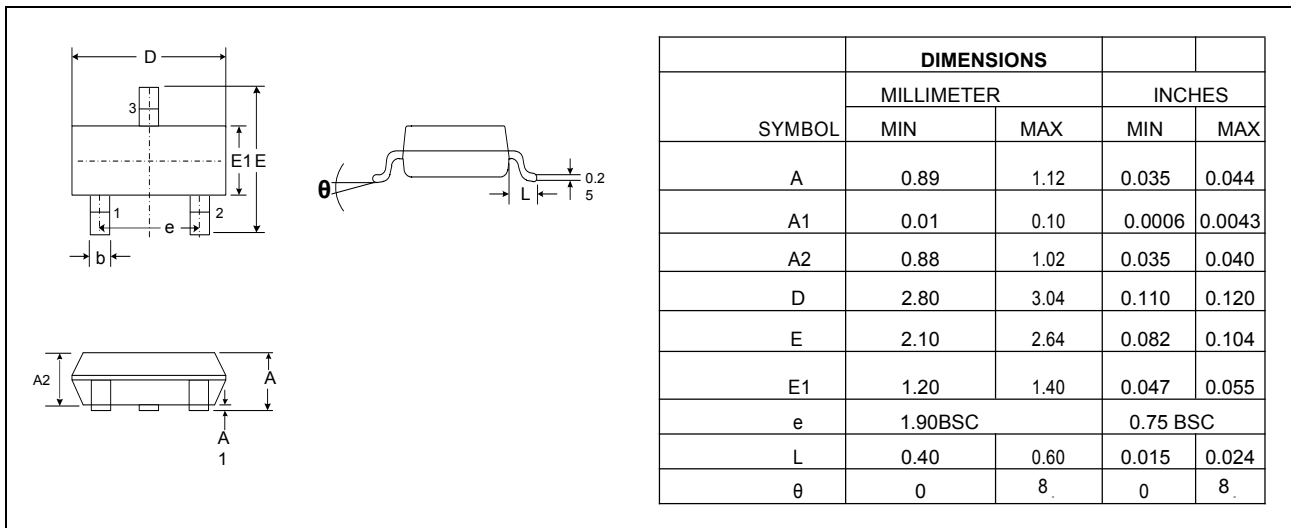 D
3
E1 E
1
2
e
b
θ
L
0.2
5
A2
A
A
1
DIMENSIONS
MILLIMETER INCHES
SYMBOL MIN MAX MIN MAX
A 0.89 1.12 0.035 0.044
A1 0.01 0.10 0.0006 0.0043
A2 0.88 1.02 0.035 0.040
D 2.80 3.04 0.110 0.120
E 2.10 2.64 0.082 0.104
E1 1.20 1.40 0.047 0.055
e 1.90BSC 0.75 BSC
L 0.40 0.60 0.015 0.024
θ 0 8. 0 8.